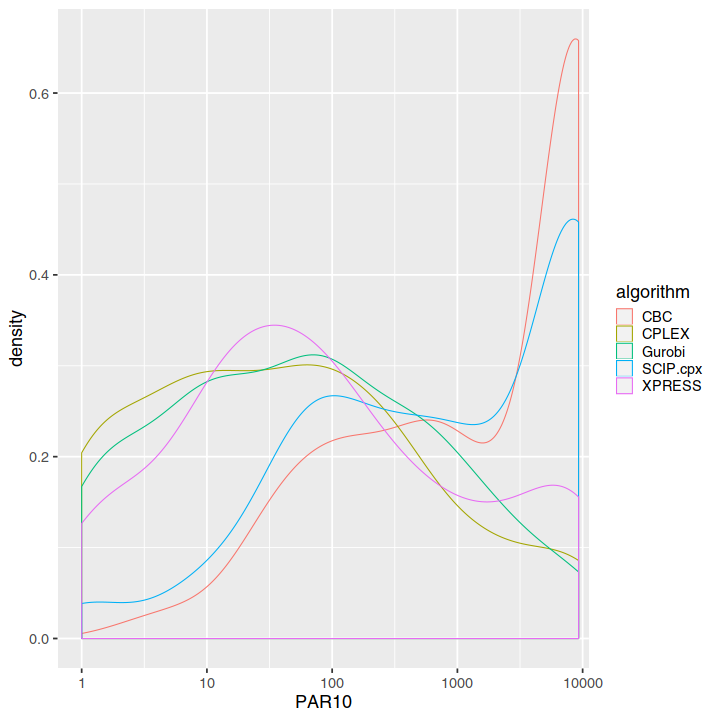 0.6
0.4
0.2
0.0
density
1
10
100
1000
10000
PAR10
algorithm
CBC
CPLEX
Gurobi
SCIP.cpx
XPRESS